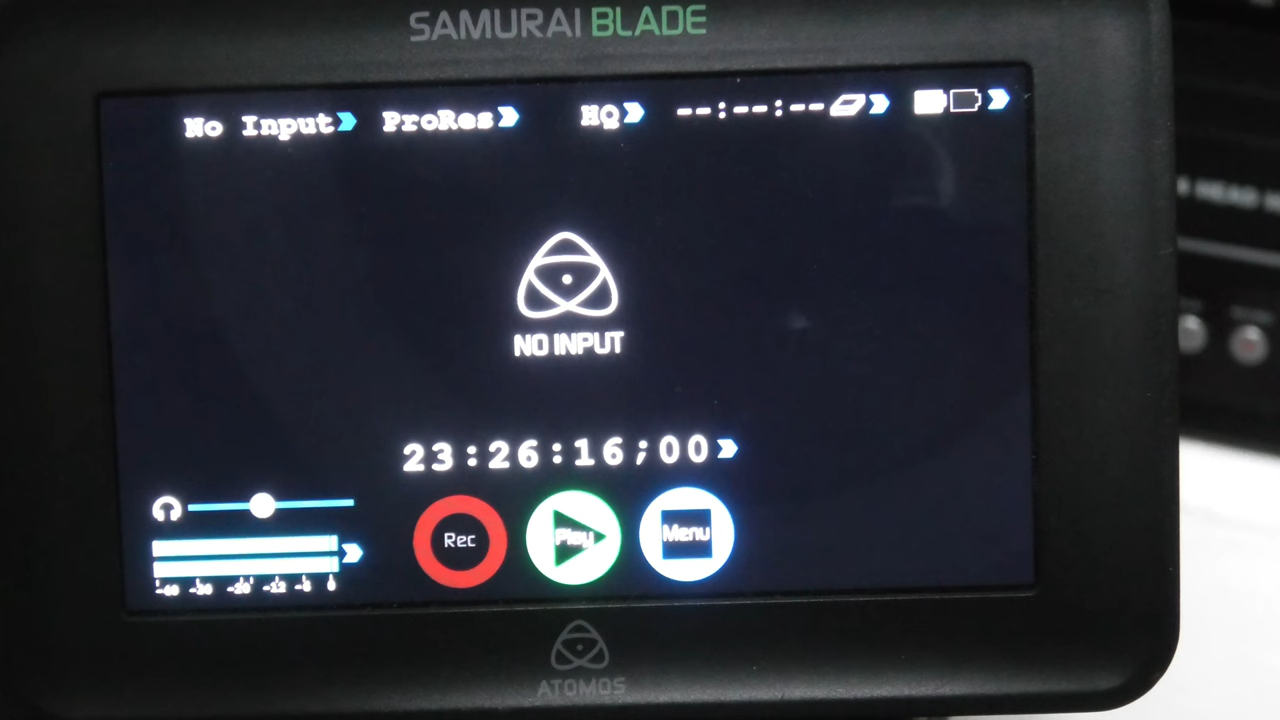 SAMURAI BLADE
No Input ProRes HQ --:--:--
NO INPUT
23:26:16;00
Rec Play Menu
-40 -30 -20 -12 -6 0
ATOMOS
HEAD